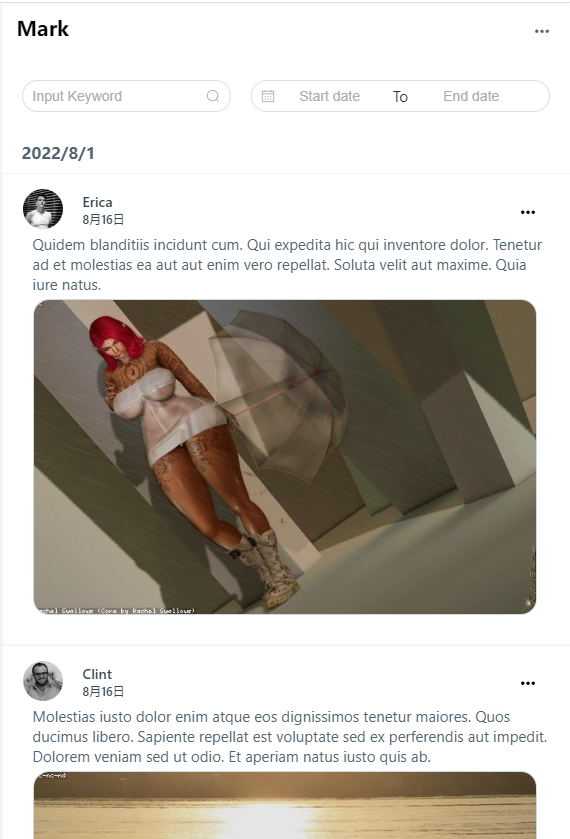 Mark
Input Keyword
Start date To End date
2022/8/1
Erica
8月16日
Quidem blanditiis incidunt cum. Qui expedita hic qui inventore dolor. Tenetur
ad et molestias ea aut aut enim vero repellat. Soluta velit aut maxime. Quia
iure natus.
Rachel Swallows (Core by Rachel Swallows)
Clint
8月16日
Molestias iusto dolor enim atque eos dignissimos tenetur maiores. Quos
ducimus libero. Sapiente repellat est voluptate sed ex perferendis aut impedit.
Dolorem veniam sed ut odio. Et aperiam natus iusto quis ab.
c-nc-nd